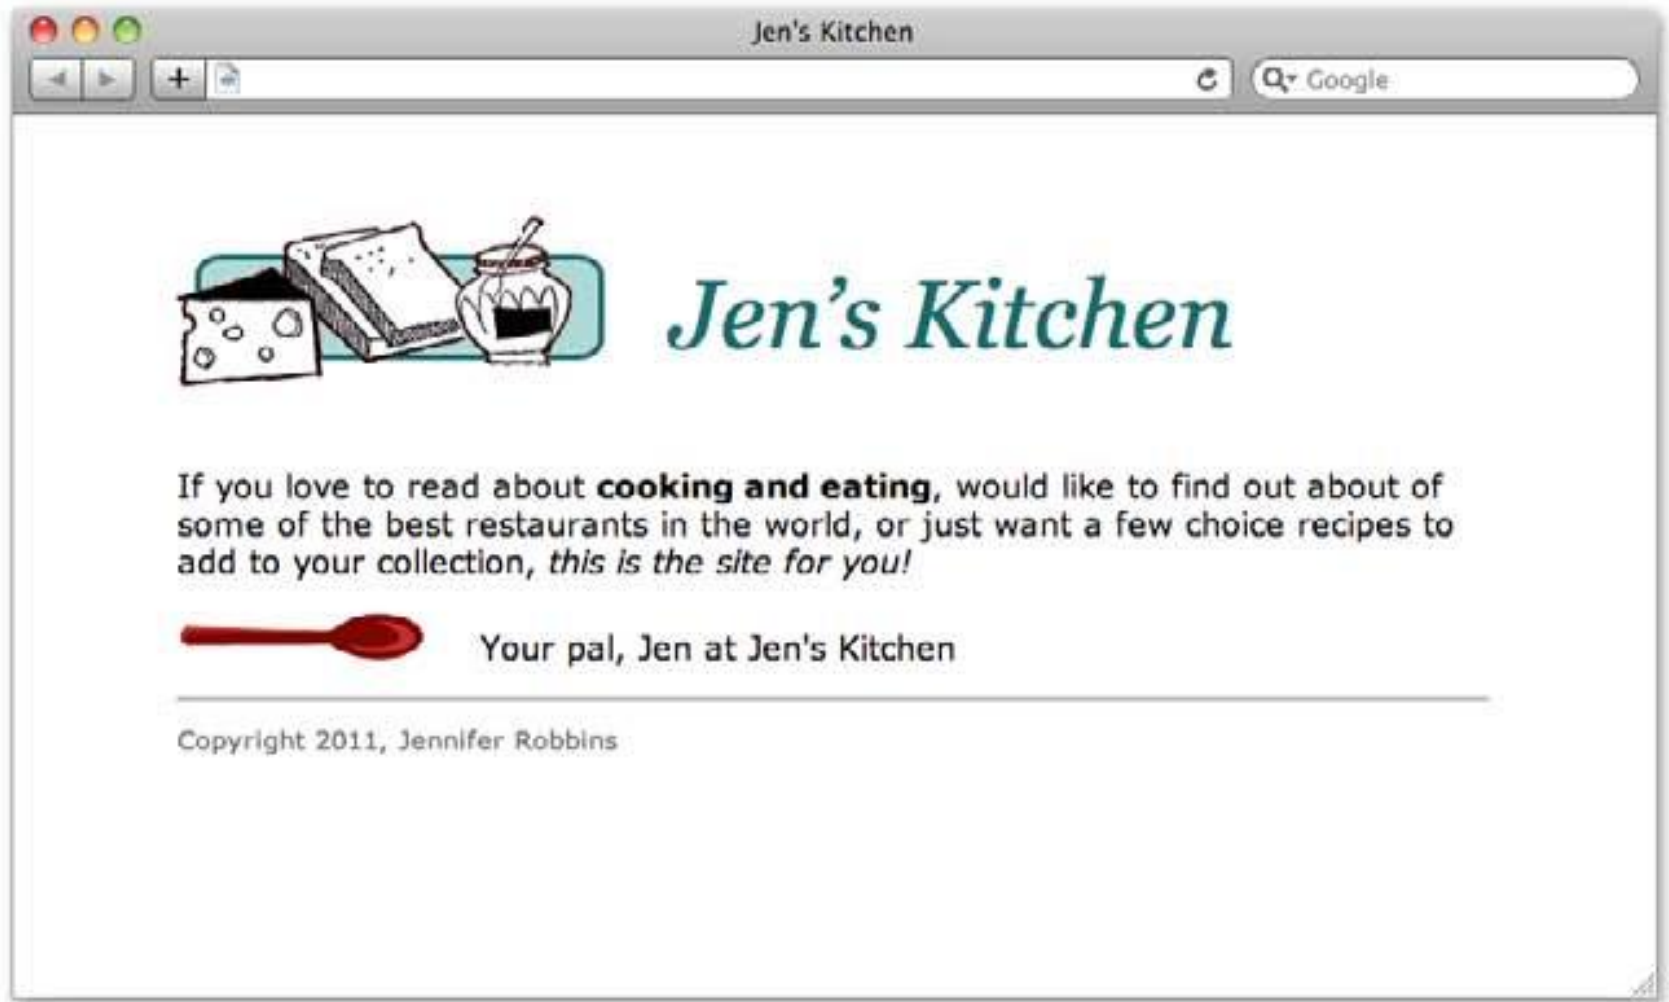 Jen's Kitchen
Google
Jen’s Kitchen
If you love to read about cooking and eating, would like to find out about of
some of the best restaurants in the world, or just want a few choice recipes to
add to your collection, this is the site for you!
Your pal, Jen at Jen's Kitchen
Copyright 2011, Jennifer Robbins